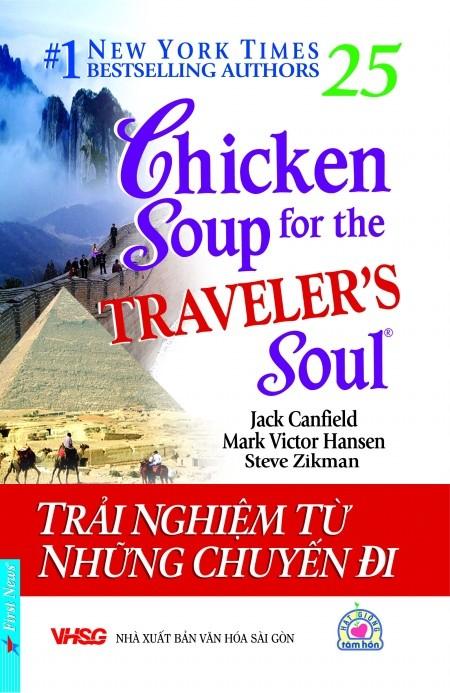 #1 NEW YORK TIMES
BESTSELLING AUTHORS
25
Chicken
Soup for the
TRAVELER'S
Soul®
Jack Canfield
Mark Victor Hansen
Steve Zikman
TRẢI NGHIỆM TỪ
NHỮNG CHUYẾN ĐI
First News
VHSG
NHÀ XUẤT BẢN VĂN HÓA SÀI GÒN
HẠT GIỐNG
tâm hồn